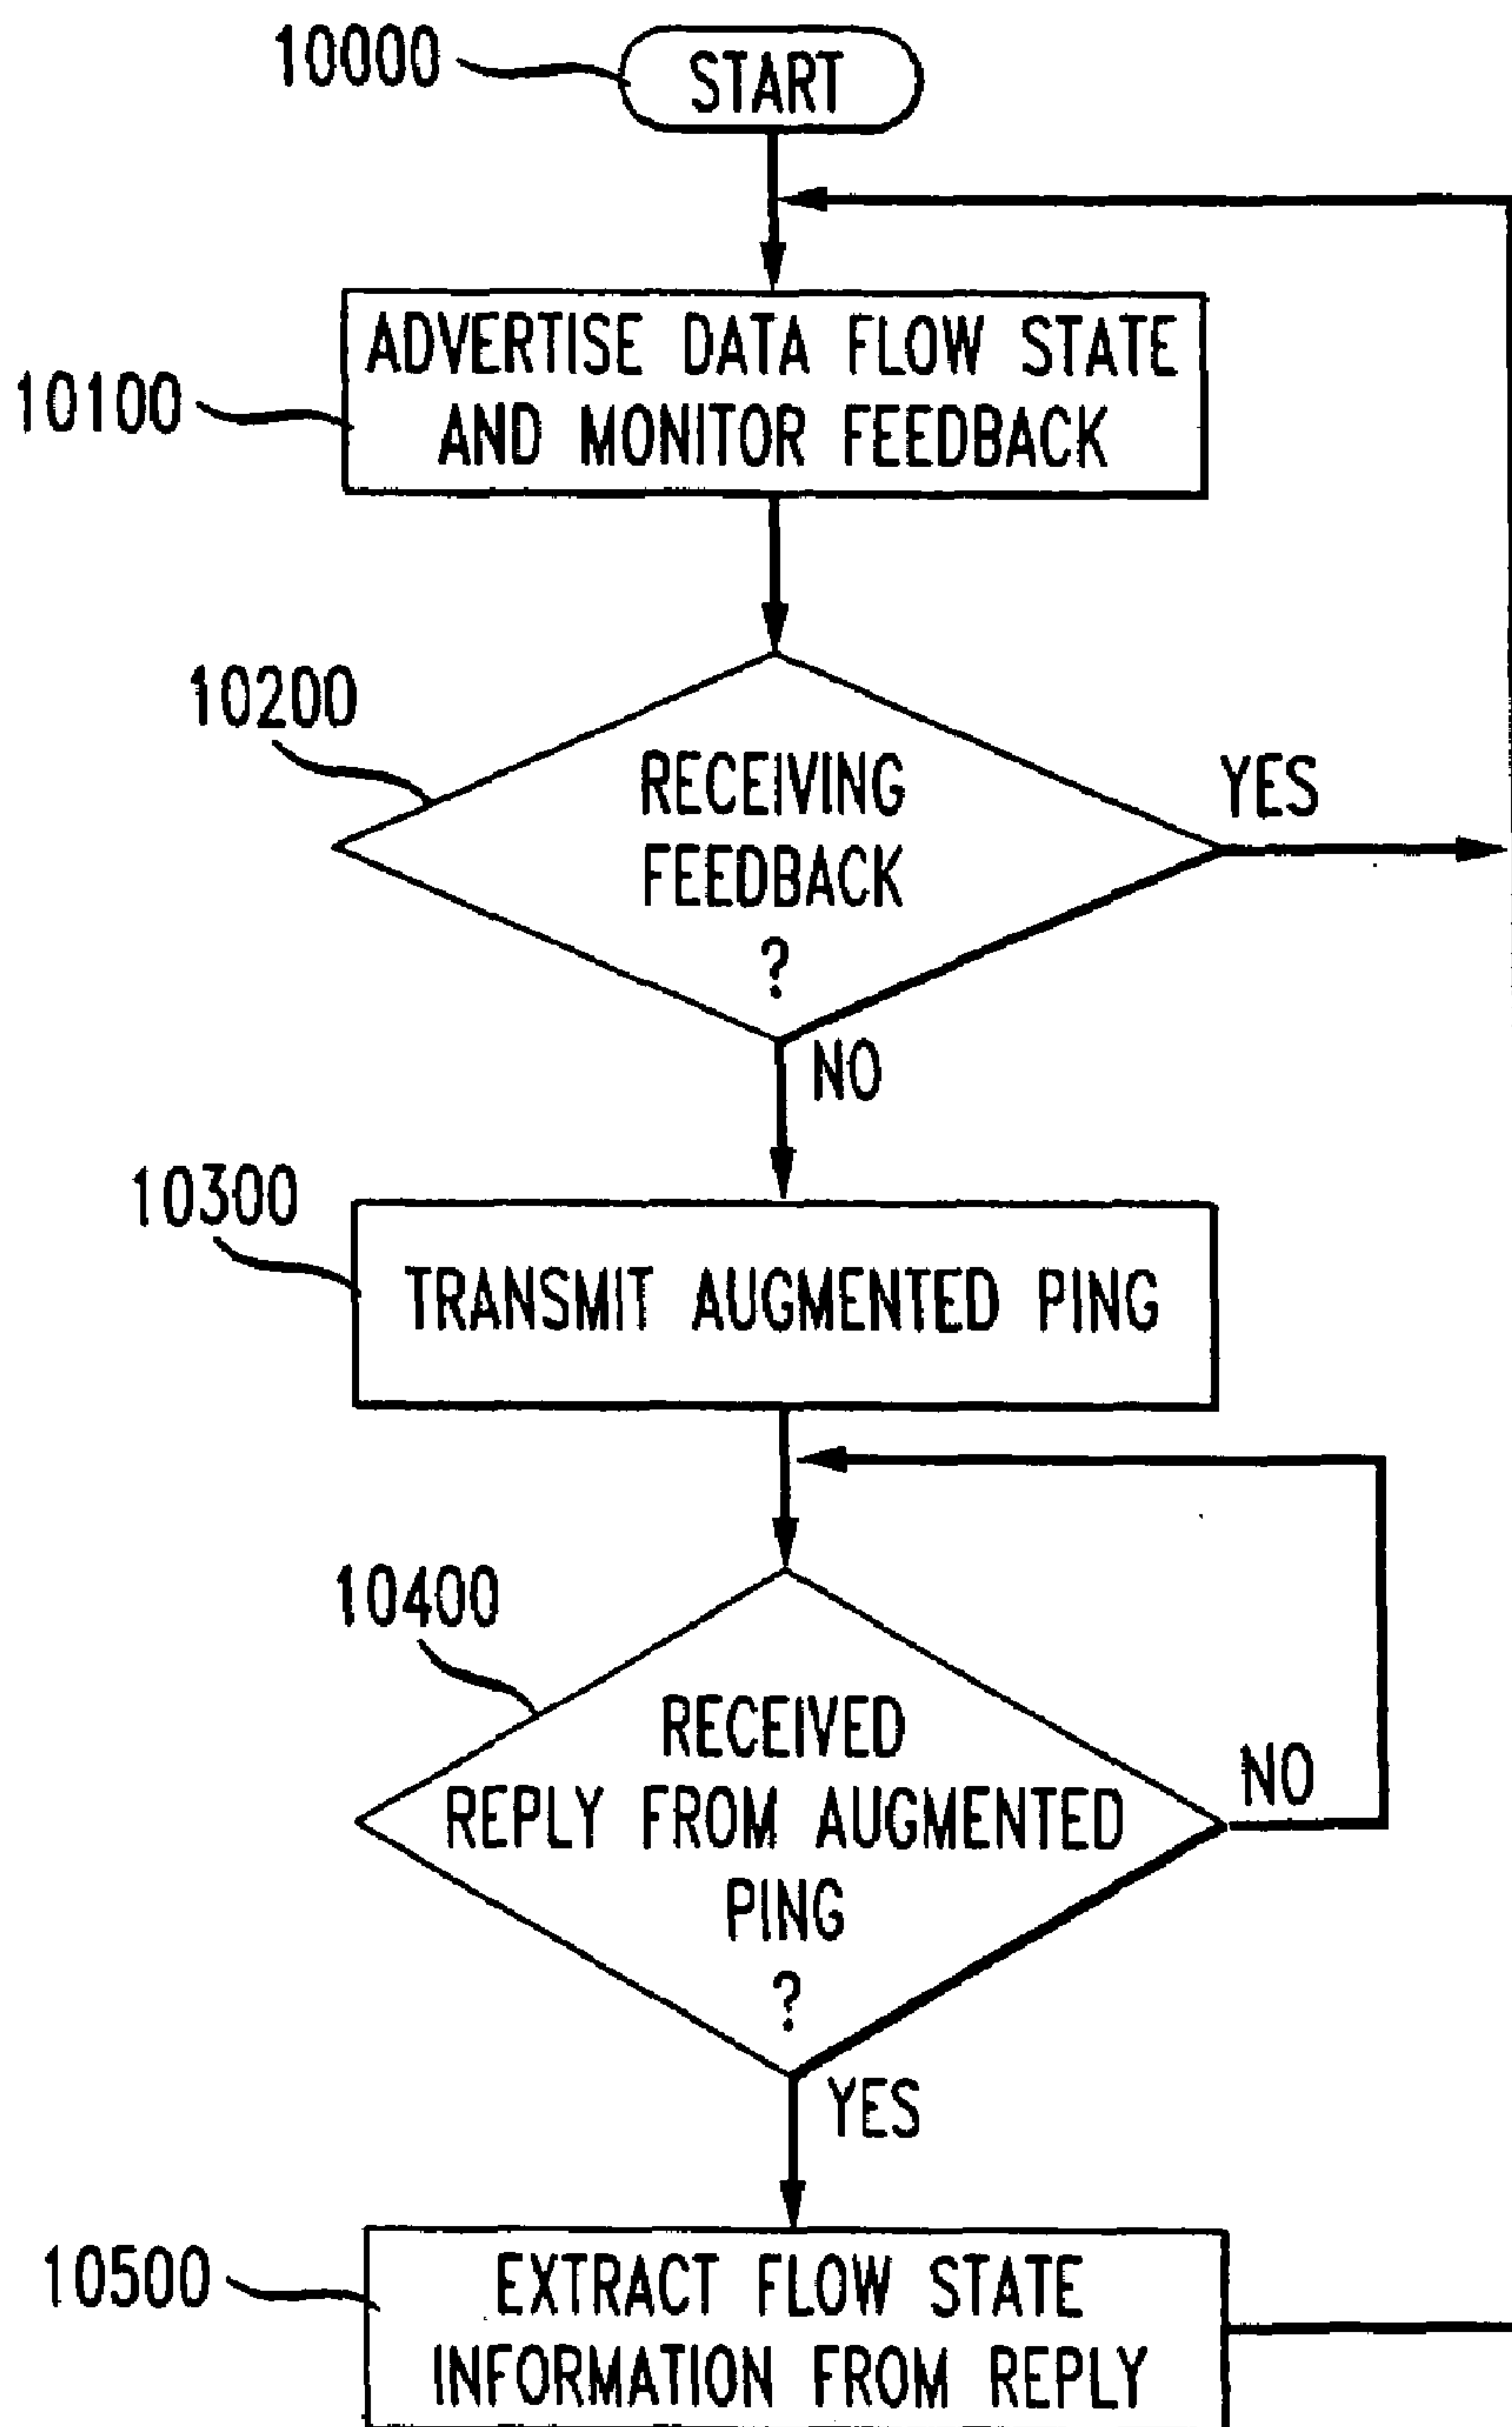 10000
START
10100
ADVERTISE DATA FLOW STATE
AND MONITOR FEEDBACK
10200
RECEIVING
FEEDBACK
?
YES
NO
10300
TRANSMIT AUGMENTED PING
10400
RECEIVED
REPLY FROM AUGMENTED
PING
?
NO
YES
10500
EXTRACT FLOW STATE
INFORMATION FROM REPLY